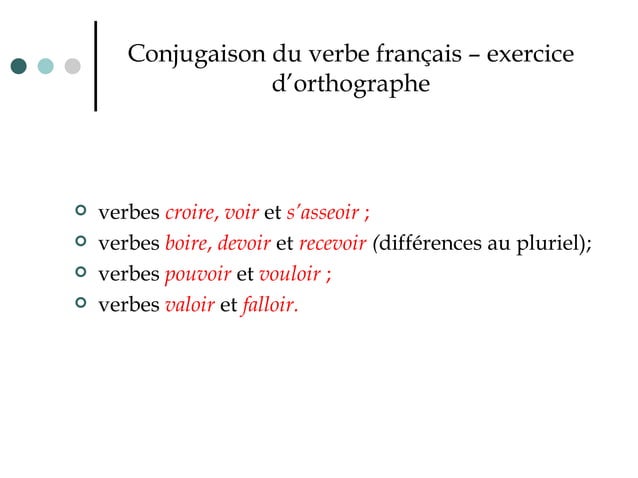 Conjugaison du verbe français – exercice
d’orthographe
verbes croire, voir et s’asseoir ;
verbes boire, devoir et recevoir (différences au pluriel);
verbes pouvoir et vouloir ;
verbes valoir et falloir.